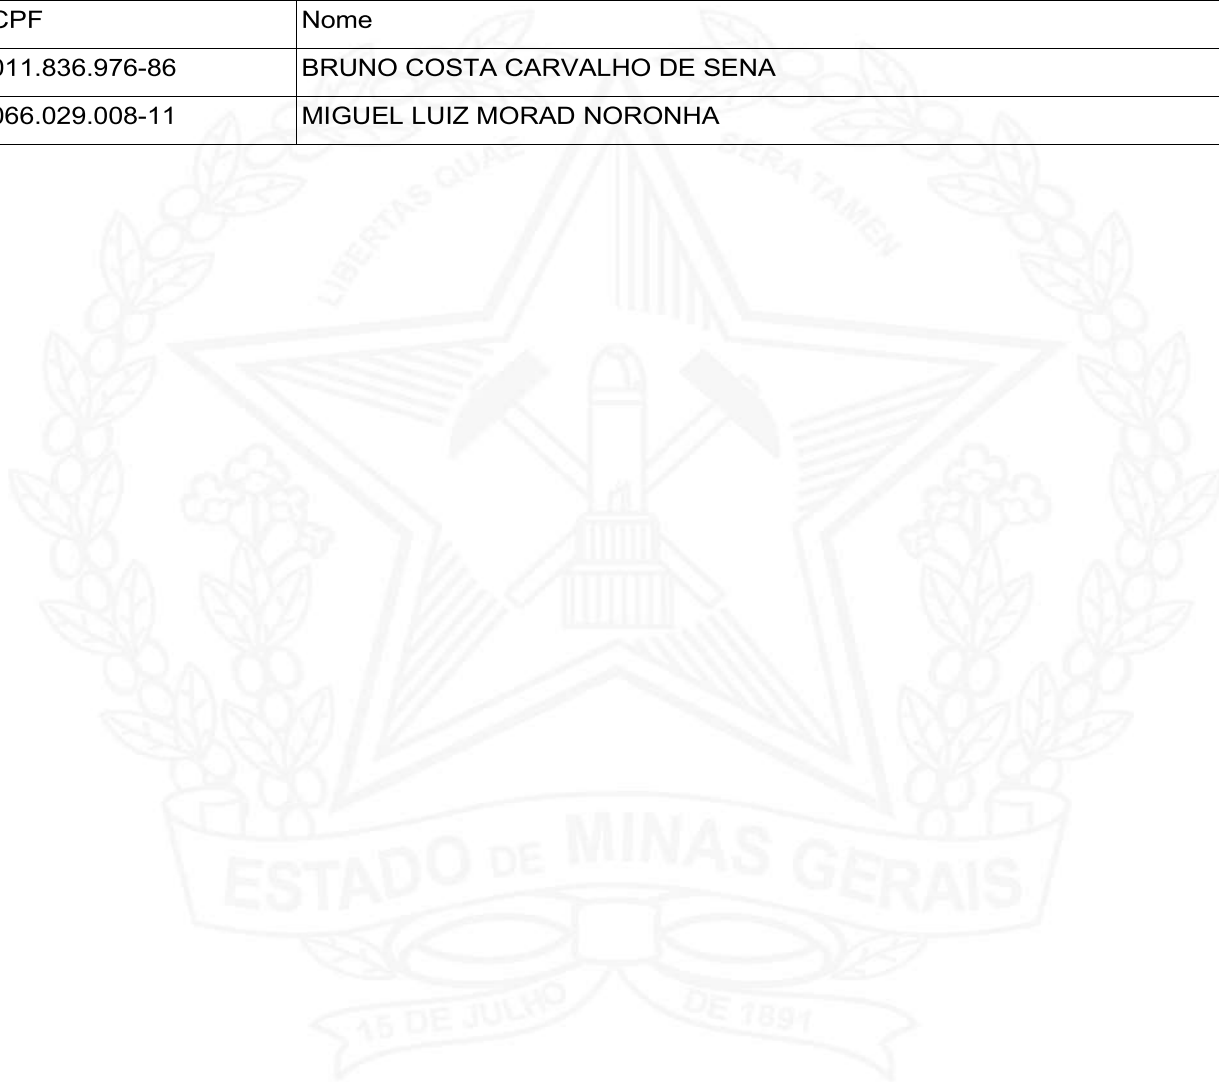 CPF Nome
011.836.976-86 BRUNO COSTA CARVALHO DE SENA
066.029.008-11 MIGUEL LUIZ MORAD NORONHA
LIBERTAS QUAE SERA TAMEN
ESTADO DE MINAS GERAIS
15 DE JULHO DE 1891